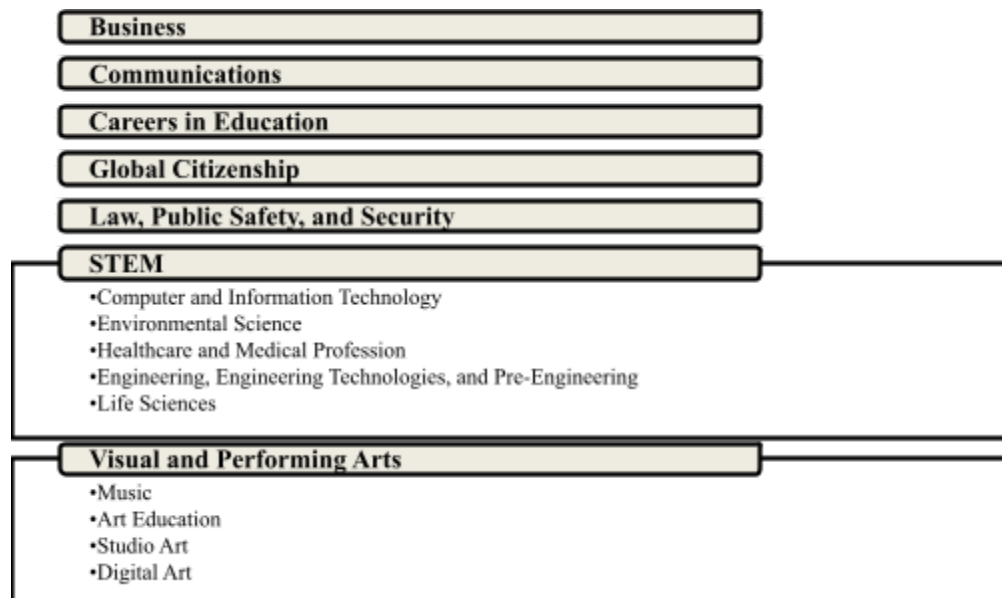 Business
Communications
Careers in Education
Global Citizenship
Law, Public Safety, and Security
STEM
•Computer and Information Technology
•Environmental Science
•Healthcare and Medical Profession
•Engineering, Engineering Technologies, and Pre-Engineering
•Life Sciences
Visual and Performing Arts
•Music
•Art Education
•Studio Art
•Digital Art